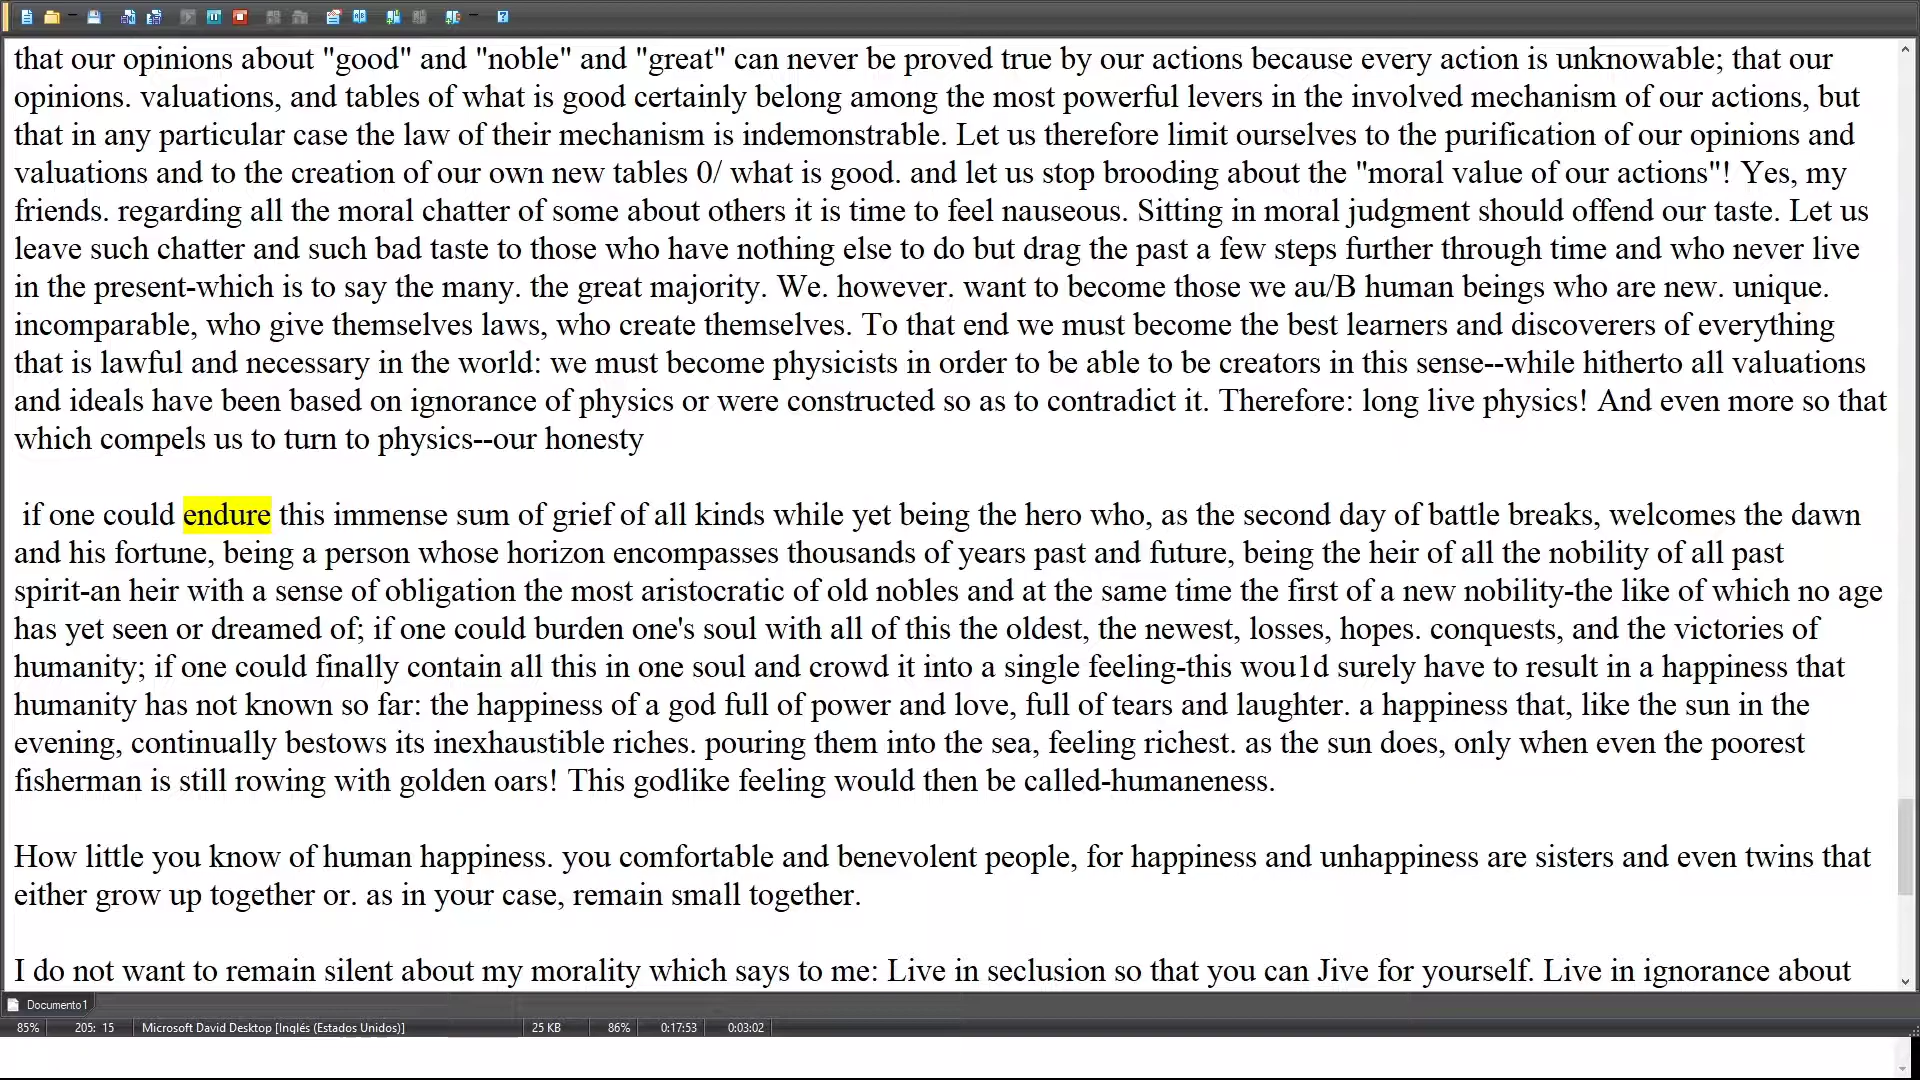 that our opinions about "good" and "noble" and "great" can never be proved true by our actions because every action is unknowable; that our
opinions. valuations, and tables of what is good certainly belong among the most powerful levers in the involved mechanism of our actions, but
that in any particular case the law of their mechanism is indemonstrable. Let us therefore limit ourselves to the purification of our opinions and
valuations and to the creation of our own new tables 0/ what is good. and let us stop brooding about the "moral value of our actions"! Yes, my
friends. regarding all the moral chatter of some about others it is time to feel nauseous. Sitting in moral judgment should offend our taste. Let us
leave such chatter and such bad taste to those who have nothing else to do but drag the past a few steps further through time and who never live
in the present-which is to say the many. the great majority. We. however. want to become those we au/B human beings who are new. unique.
incomparable, who give themselves laws, who create themselves. To that end we must become the best learners and discoverers of everything
that is lawful and necessary in the world: we must become physicists in order to be able to be creators in this sense--while hitherto all valuations
and ideals have been based on ignorance of physics or were constructed so as to contradict it. Therefore: long live physics! And even more so that
which compels us to turn to physics--our honesty
if one could endure this immense sum of grief of all kinds while yet being the hero who, as the second day of battle breaks, welcomes the dawn
and his fortune, being a person whose horizon encompasses thousands of years past and future, being the heir of all the nobility of all past
spirit-an heir with a sense of obligation the most aristocratic of old nobles and at the same time the first of a new nobility-the like of which no age
has yet seen or dreamed of; if one could burden one's soul with all of this the oldest, the newest, losses, hopes. conquests, and the victories of
humanity; if one could finally contain all this in one soul and crowd it into a single feeling-this wou1d surely have to result in a happiness that
humanity has not known so far: the happiness of a god full of power and love, full of tears and laughter. a happiness that, like the sun in the
evening, continually bestows its inexhaustible riches. pouring them into the sea, feeling richest. as the sun does, only when even the poorest
fisherman is still rowing with golden oars! This godlike feeling would then be called-humaneness.
How little you know of human happiness. you comfortable and benevolent people, for happiness and unhappiness are sisters and even twins that
either grow up together or. as in your case, remain small together.
I do not want to remain silent about my morality which says to me: Live in seclusion so that you can Jive for yourself. Live in ignorance about
Documento1
85% 205: 15 Microsoft David Desktop [Inglés (Estados Unidos)] 25 KB 86% 0:17:53 0:03:02